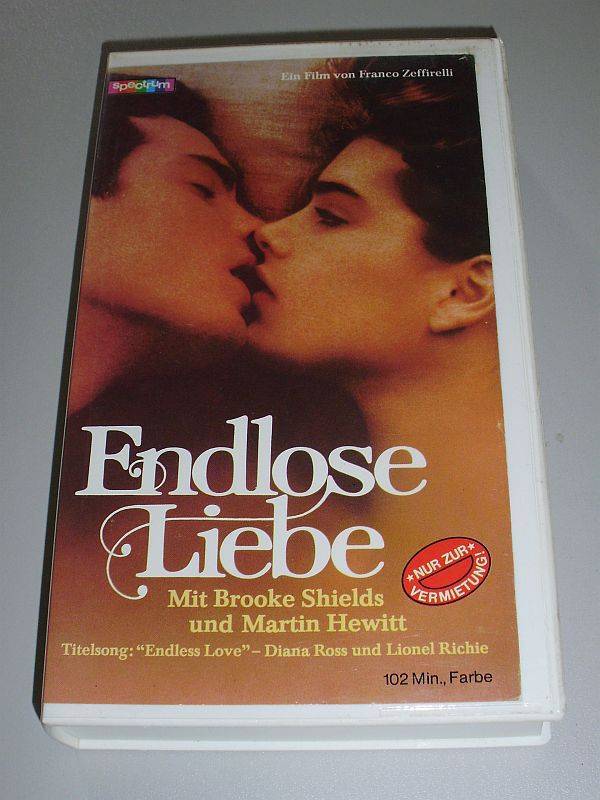 spectrum
Ein Film von Franco Zeffirelli
Endlose
Liebe
★NUR ZUR★
VERMIETUNG!
Mit Brooke Shields
und Martin Hewitt
Titelsong: “Endless Love” – Diana Ross und Lionel Richie
102 Min., Farbe